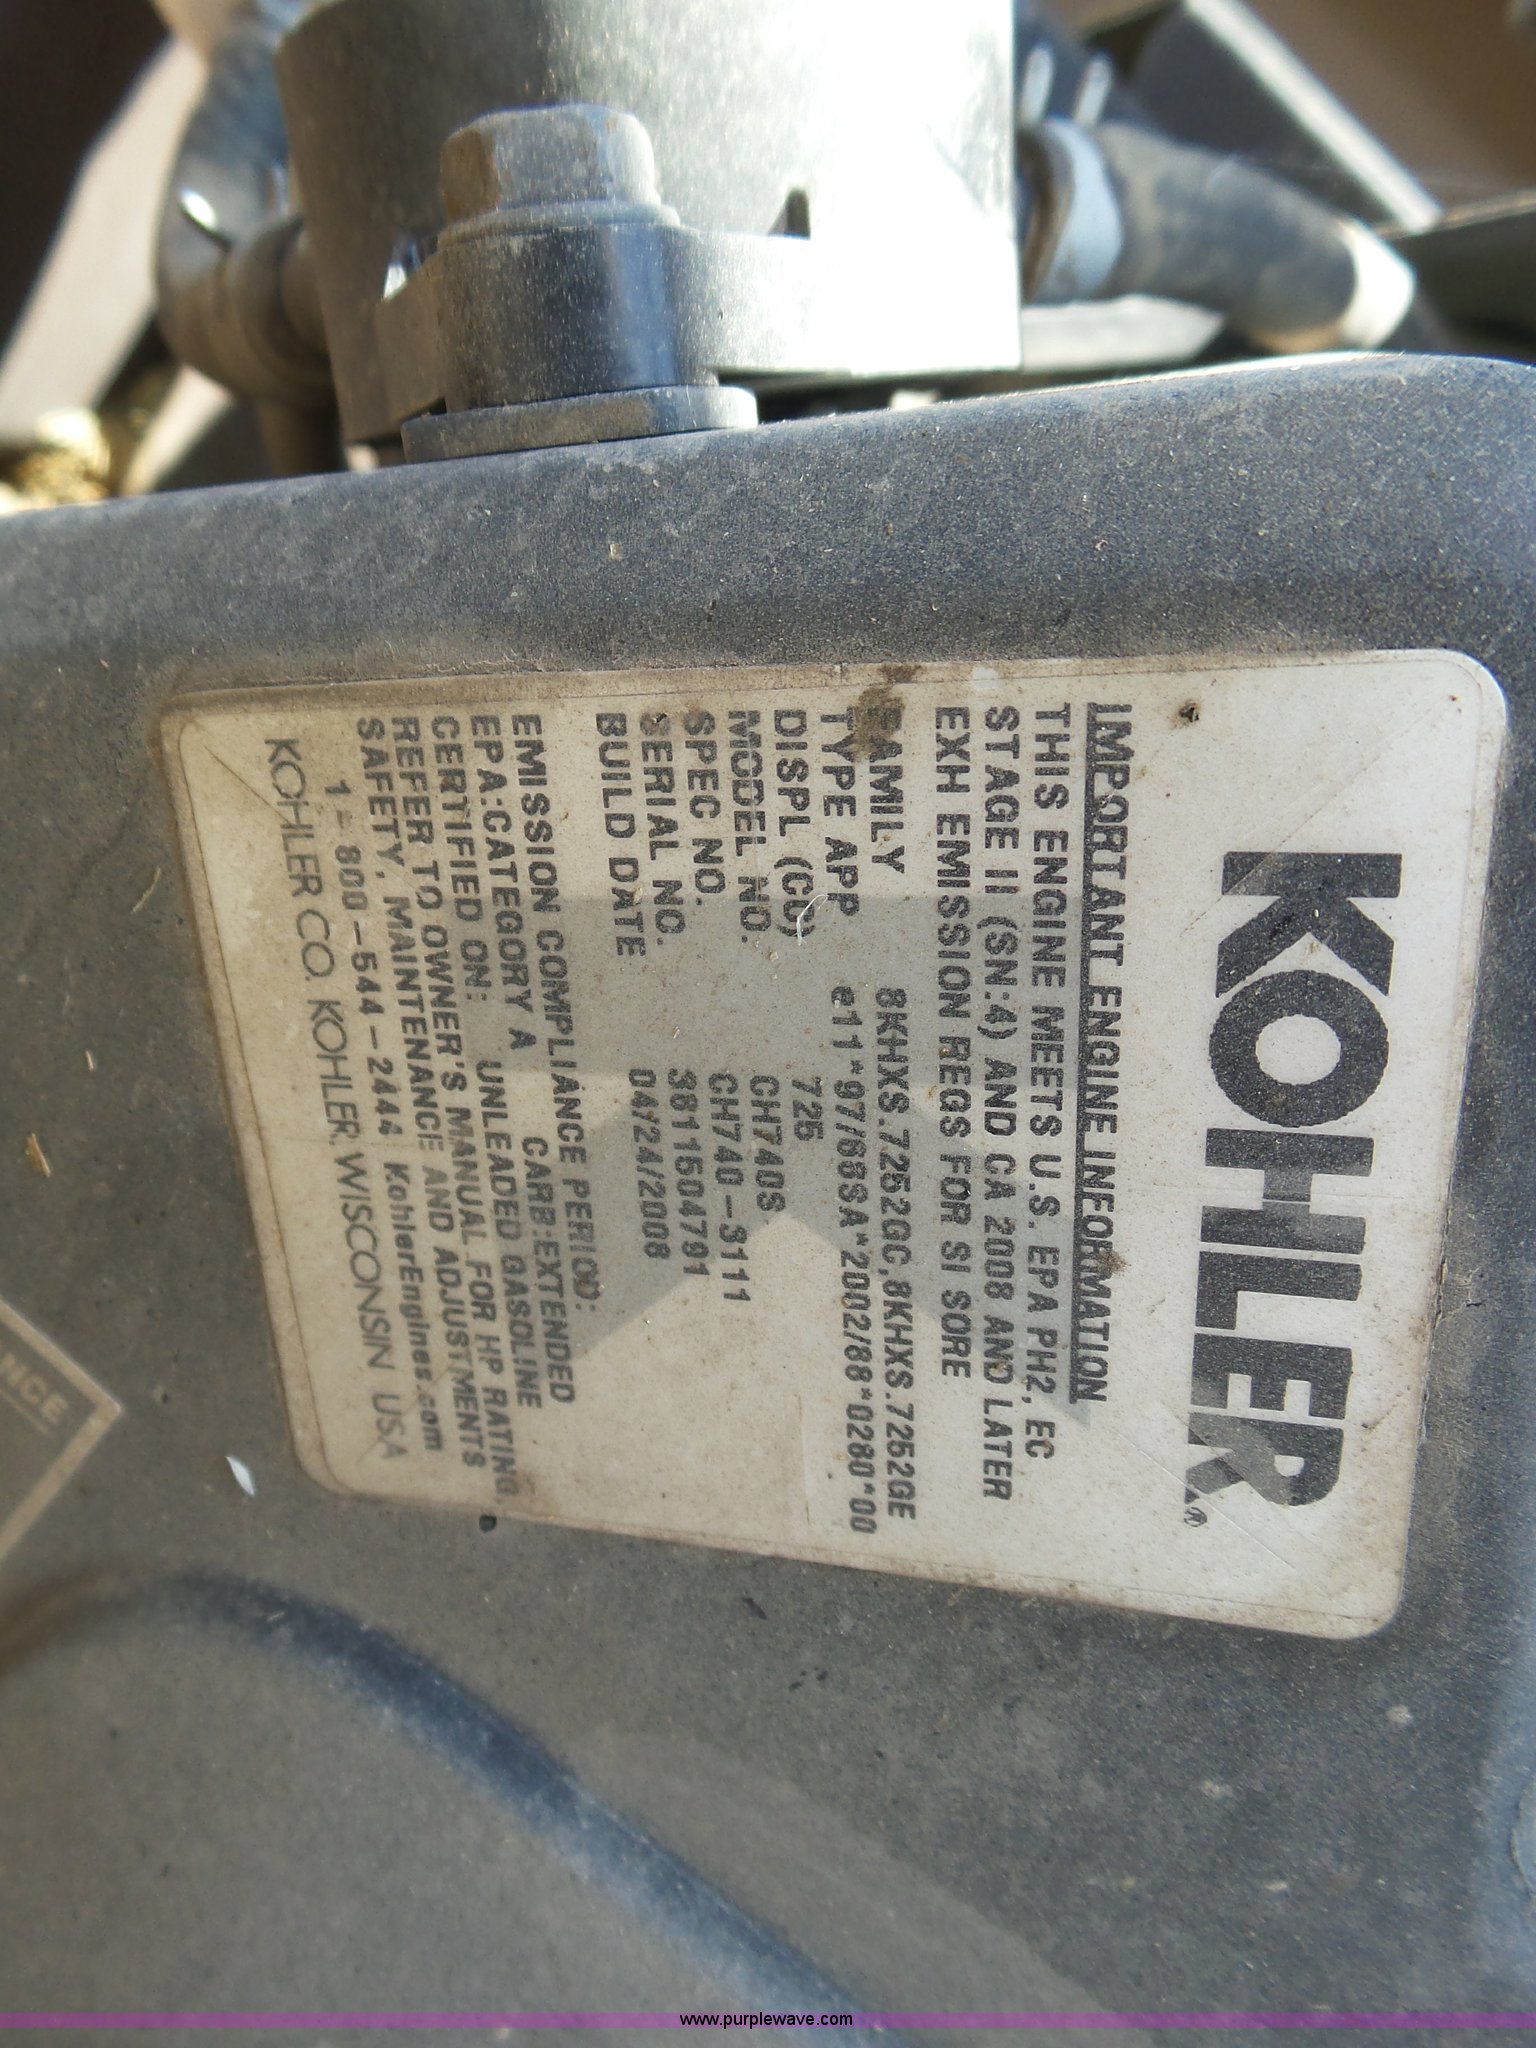 KOHLER®
IMPORTANT ENGINE INFORMATION
THIS ENGINE MEETS U.S. EPA PH2, EC
STAGE II (SN:4) AND CA 2008 AND LATER
EXH EMISSION REGS FOR SI SORE
FAMILY 8KHXS.7252GC,8KHXS.7252GE
TYPE APP e11*97/68SA*2002/88*0280*00
DISPL (CC) 725
MODEL NO. CH740S
SPEC NO. CH740-3111
SERIAL NO. 3811504791
BUILD DATE 04/24/2008
EMISSION COMPLIANCE PERIOD:
EPA:CATEGORY A CARB:EXTENDED
CERTIFIED ON: UNLEADED GASOLINE
REFER TO OWNER'S MANUAL FOR HP RATING,
SAFETY, MAINTENANCE AND ADJUSTMENTS
1-800-544-2444 KohlerEngines.com
KOHLER CO. KOHLER, WISCONSIN USA
NCE
www.purplewave.com